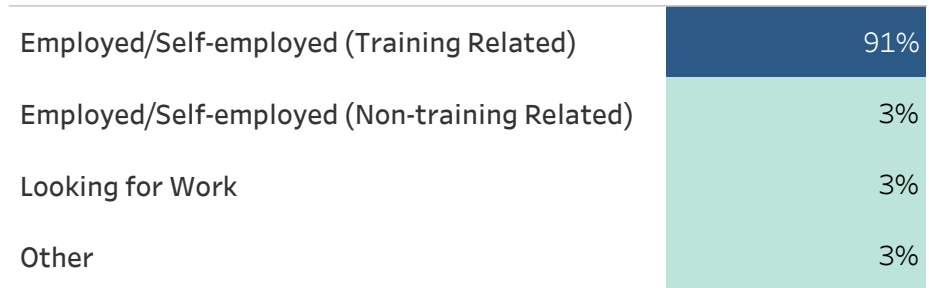 Employed/Self-employed (Training Related) 91%
Employed/Self-employed (Non-training Related) 3%
Looking for Work 3%
Other 3%